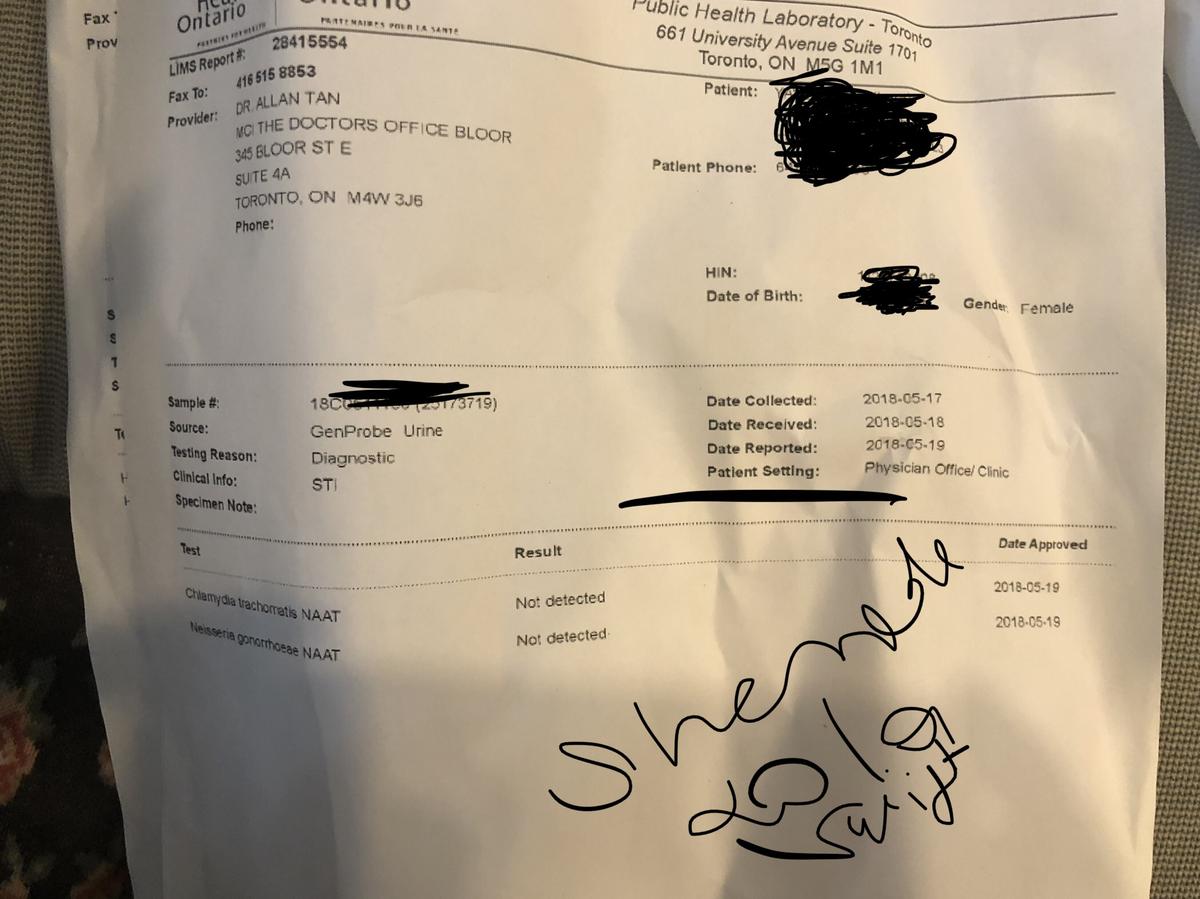 Fax
Prov
Ontario
PARTENAIRES POUR LA SANTÉ
Public Health Laboratory - Toronto
661 University Avenue Suite 1701
Toronto, ON M5G 1M1
LIMS Report #: 28415554
Fax To: 416 515 8853
Provider: DR. ALLAN TAN
MCI THE DOCTORS OFFICE BLOOR
345 BLOOR ST E
SUITE 4A
TORONTO, ON M4W 3J6
Phone:
Patient:
Patient Phone:
HIN:
Date of Birth:
Gender: Female
Sample #:
Source: GenProbe Urine
Testing Reason: Diagnostic
Clinical Info: STI
Specimen Note:
Date Collected: 2018-05-17
Date Received: 2018-05-18
Date Reported: 2018-05-19
Patient Setting: Physician Office/ Clinic
Test Result Date Approved
Chlamydia trachomatis NAAT Not detected 2018-05-19
Neisseria gonorrhoeae NAAT Not detected 2018-05-19